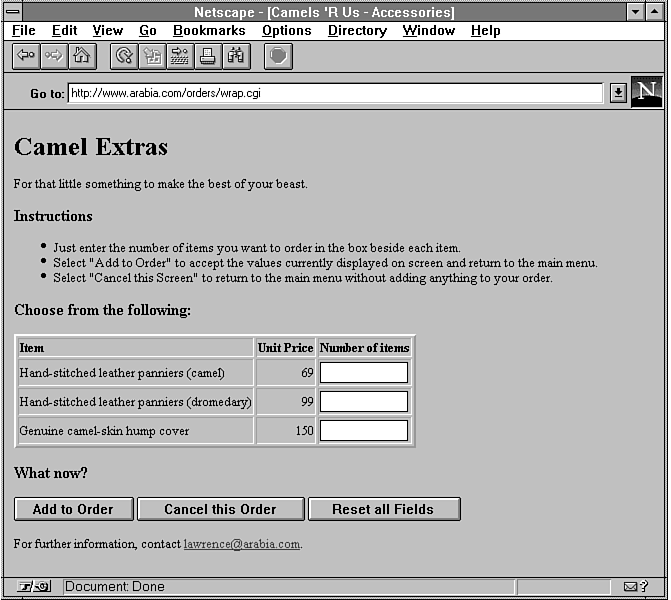 Netscape - [Camels 'R Us - Accessories]
File Edit View Go Bookmarks Options Directory Window Help
Go to: http://www.arabia.com/orders/wrap.cgi
N
Camel Extras
For that little something to make the best of your beast.
Instructions
Just enter the number of items you want to order in the box beside each item.
Select "Add to Order" to accept the values currently displayed on screen and return to the main menu.
Select "Cancel this Screen" to return to the main menu without adding anything to your order.
Choose from the following:
Item Unit Price Number of items
Hand-stitched leather panniers (camel) 69
Hand-stitched leather panniers (dromedary) 99
Genuine camel-skin hump cover 150
What now?
Add to Order Cancel this Order Reset all Fields
For further information, contact lawrence@arabia.com.
Document: Done ?